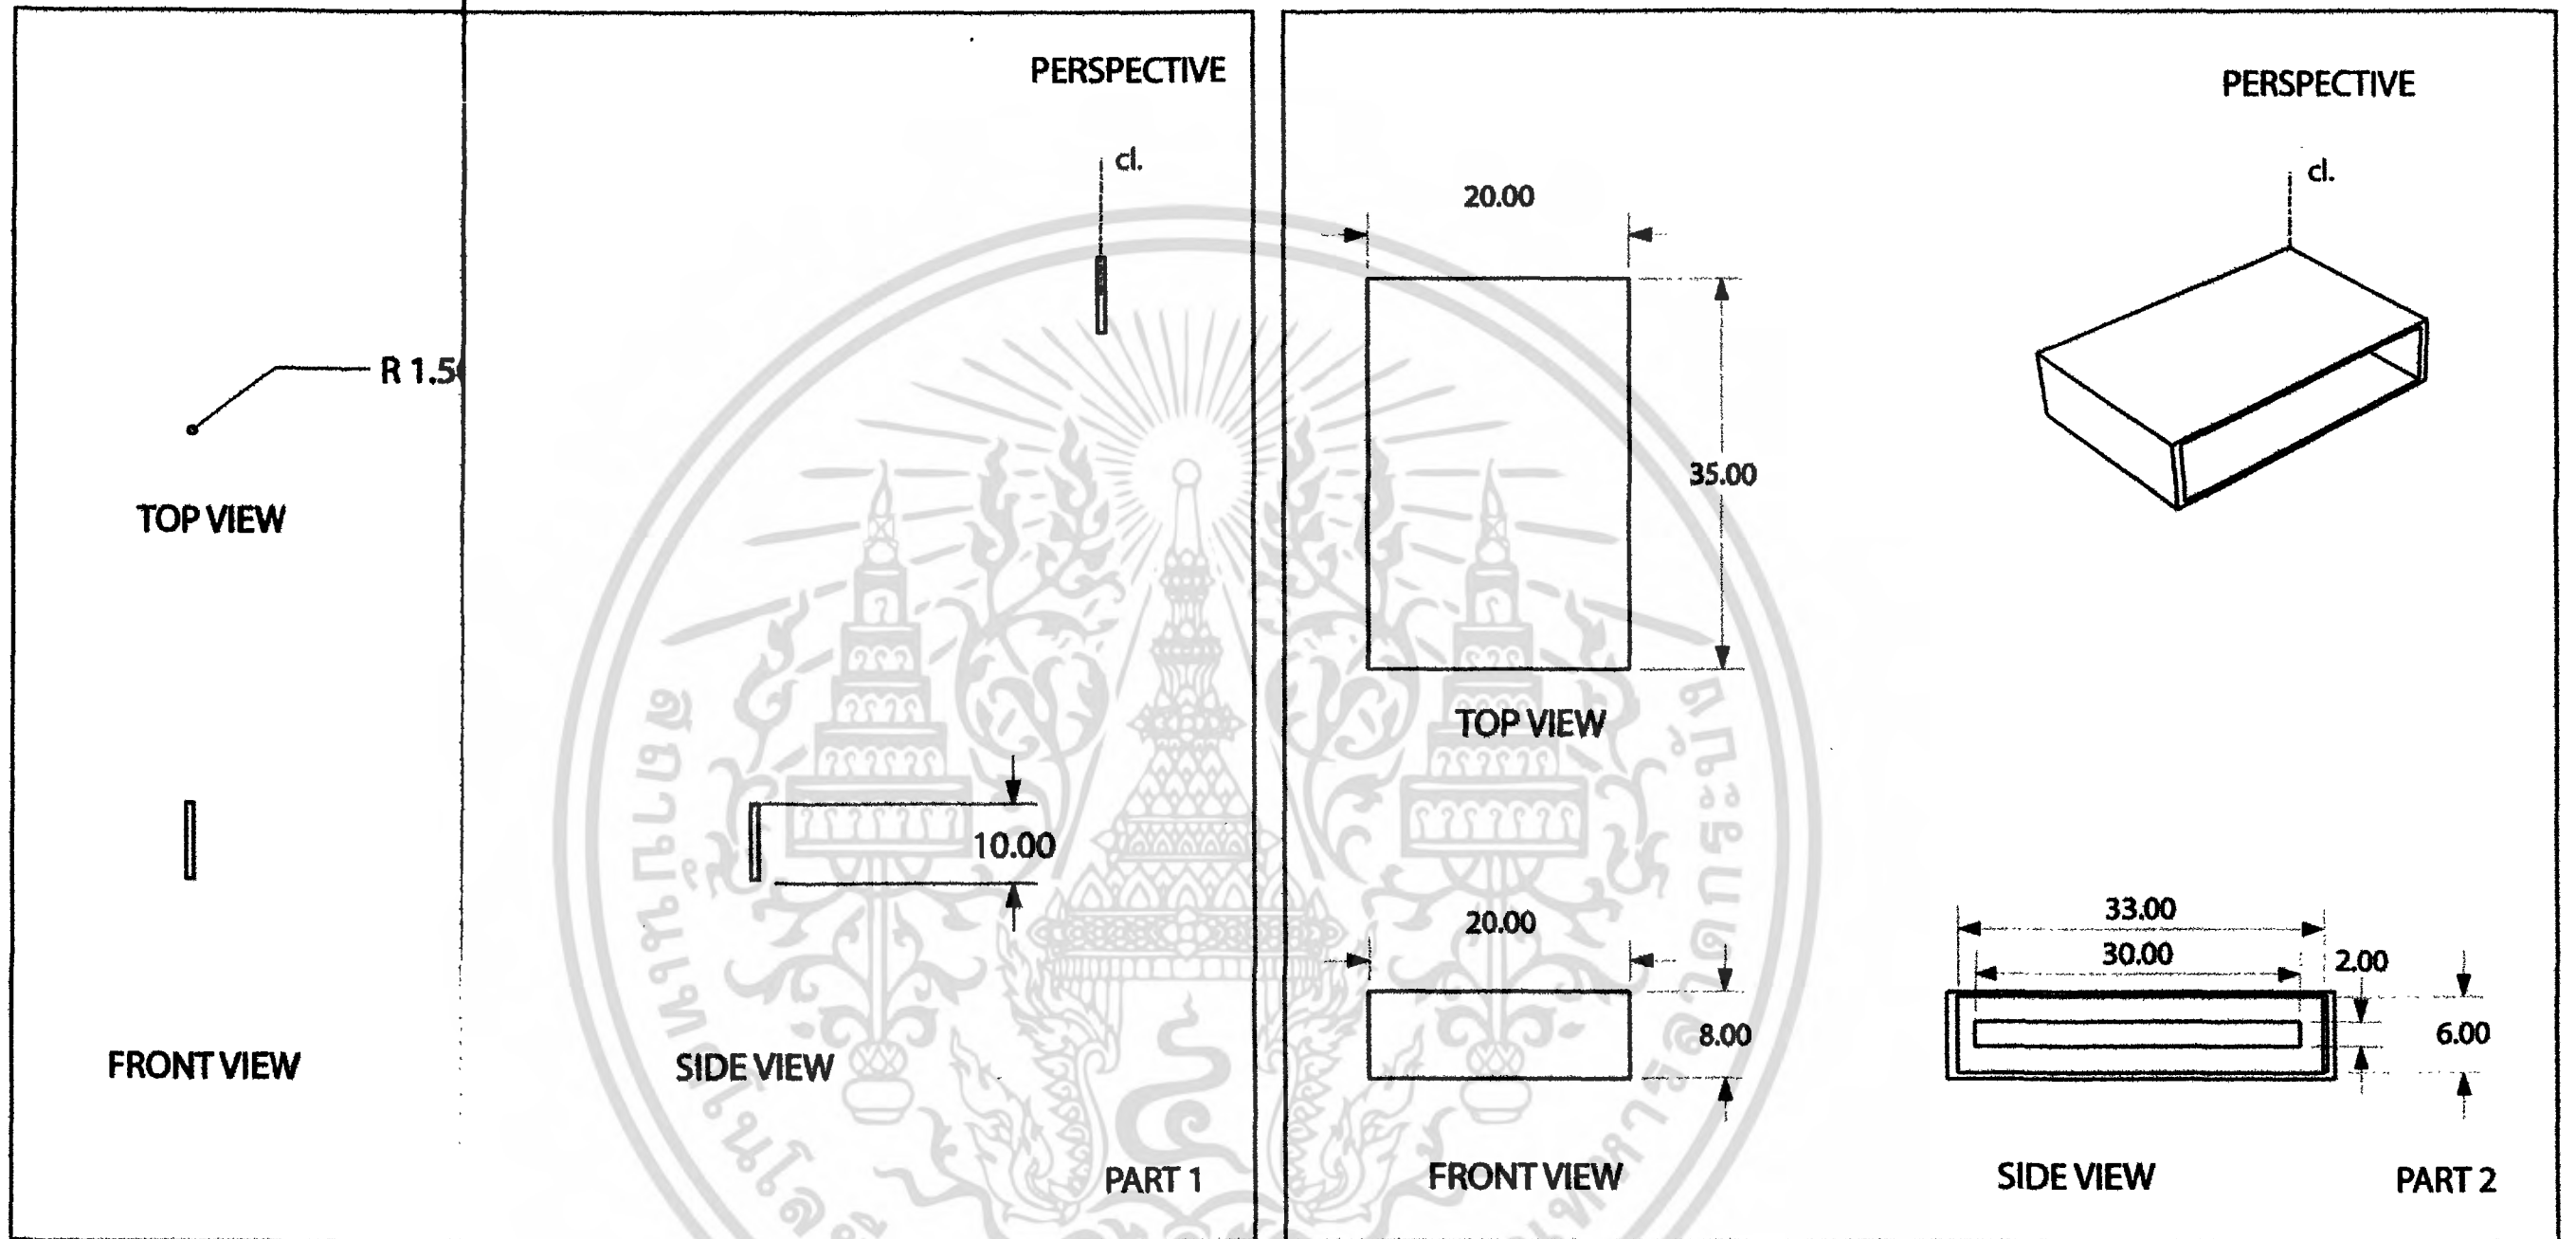 PERSPECTIVE
cl.
R 1.5
TOP VIEW
10.00
FRONT VIEW
SIDE VIEW
PART 1
PERSPECTIVE
cl.
20.00
35.00
TOP VIEW
20.00
8.00
33.00
30.00
2.00
6.00
FRONT VIEW
SIDE VIEW
PART 2